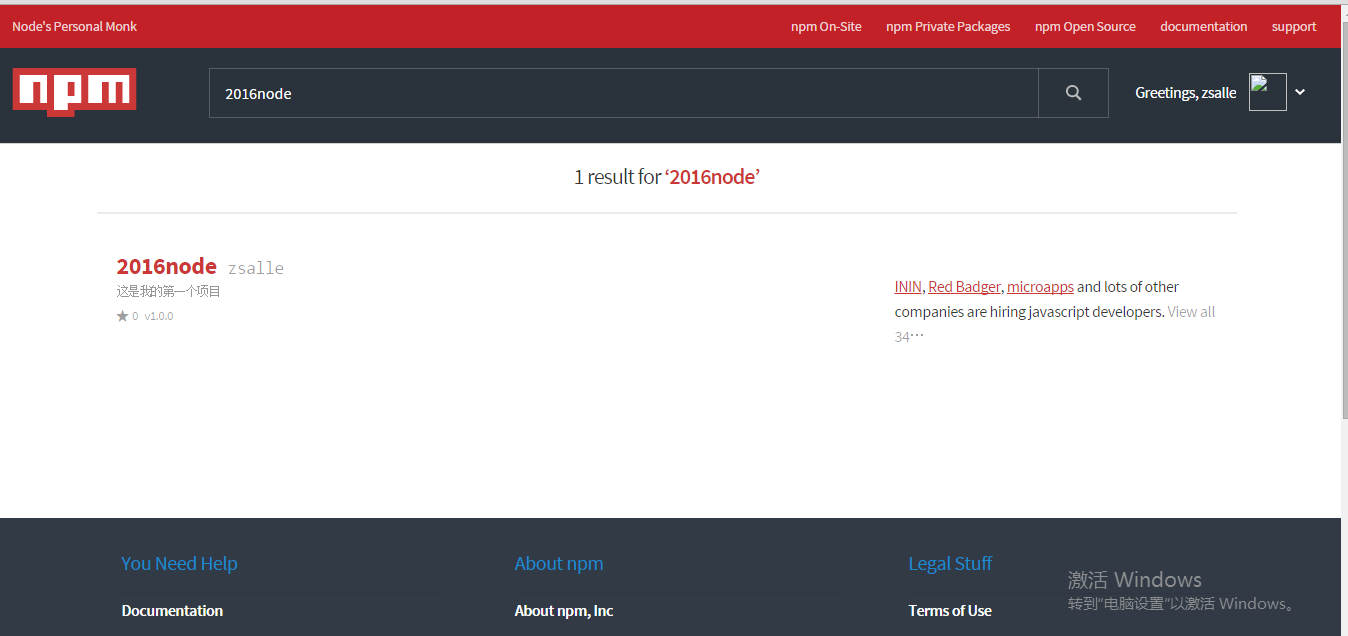 Node's Personal Monk
npm On-Site npm Private Packages npm Open Source documentation support
npm
2016node
Greetings, zsalle
1 result for ‘2016node’
2016node zsalle
这是我的第一个项目
★ 0 v1.0.0
ININ, Red Badger, microapps and lots of other
companies are hiring javascript developers. View all
34…
You Need Help
About npm
Legal Stuff
Documentation
About npm, Inc
Terms of Use
激活 Windows
转到“电脑设置”以激活 Windows。